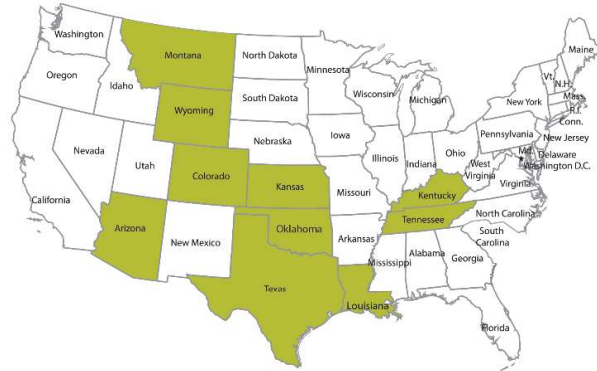 Washington
Montana
North Dakota
Minnesota
Maine
Oregon
Idaho
Wyoming
South Dakota
Wisconsin
Michigan
Vt.
N.H.
New York
Mass.
R.I.
Conn.
Nevada
Utah
Colorado
Nebraska
Iowa
Illinois
Indiana
Ohio
Pennsylvania
New Jersey
Md.
Delaware
Washington D.C.
West
Virginia
Virginia
California
Kansas
Missouri
Kentucky
Arizona
New Mexico
Oklahoma
Arkansas
Tennessee
North Carolina
South
Carolina
Texas
Louisiana
Mississippi
Alabama
Georgia
Florida